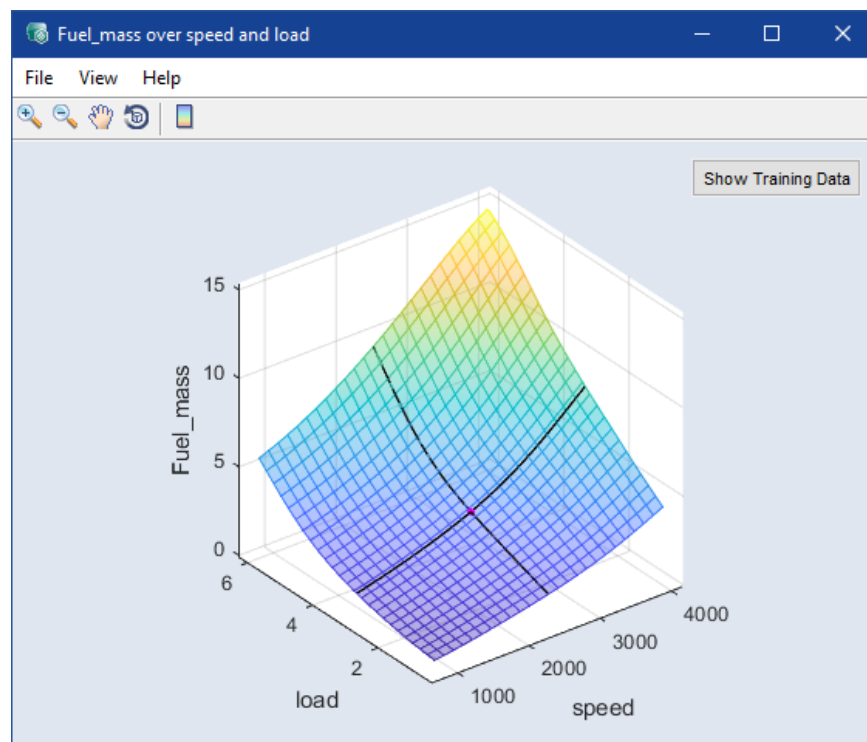 Fuel_mass over speed and load
File View Help
Show Training Data
15
10
5
0
Fuel_mass
6
4
2
load
1000
2000
3000
4000
speed